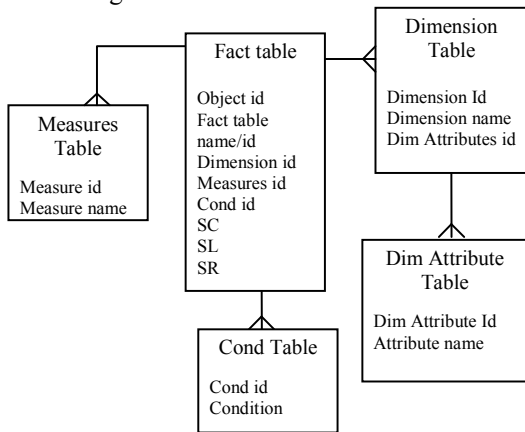 Fact table
Object id
Fact table
name/id
Dimension id
Measures id
Cond id
SC
SL
SR
Dimension
Table
Dimension Id
Dimension name
Dim Attributes id
Measures
Table
Measure id
Measure name
Dim Attribute
Table
Dim Attribute Id
Attribute name
Cond Table
Cond id
Condition